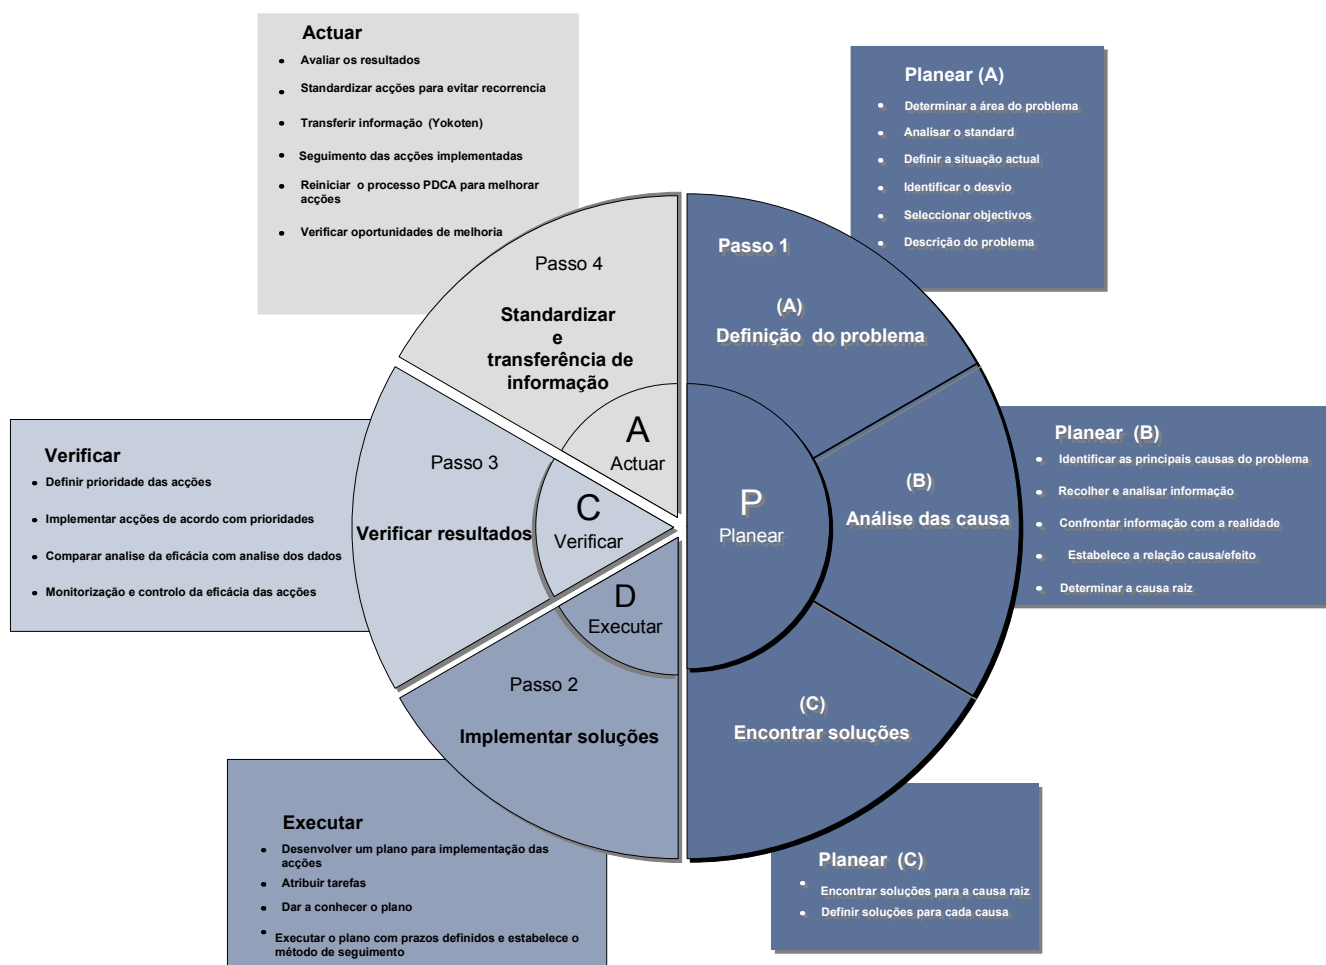 Actuar
Avaliar os resultados
Standardizar acções para evitar recorrencia
Transferir informação (Yokoten)
Seguimento das acções implementadas
Reiniciar o processo PDCA para melhorar
acções
Verificar oportunidades de melhoria
Planear (A)
Determinar a área do problema
Analisar o standard
Definir a situação actual
Identificar o desvio
Seleccionar objectivos
Descrição do problema
Passo 4
Standardizar
e
transferência de
informação
A
Actuar
Passo 1
(A)
Definição do problema
Verificar
Definir prioridade das acções
Implementar acções de acordo com prioridades
Comparar analise da eficácia com analise dos dados
Monitorização e controlo da eficácia das acções
Passo 3
Verificar resultados
C
Verificar
P
Planear
(B)
Análise das causa
Planear (B)
Identificar as principais causas do problema
Recolher e analisar informação
Confrontar informação com a realidade
Estabelece a relação causa/efeito
Determinar a causa raiz
D
Executar
Passo 2
Implementar soluções
(C)
Encontrar soluções
Executar
Desenvolver um plano para implementação das
acções
Atribuir tarefas
Dar a conhecer o plano
Executar o plano com prazos definidos e estabelece o
método de seguimento
Planear (C)
Encontrar soluções para a causa raiz
Definir soluções para cada causa